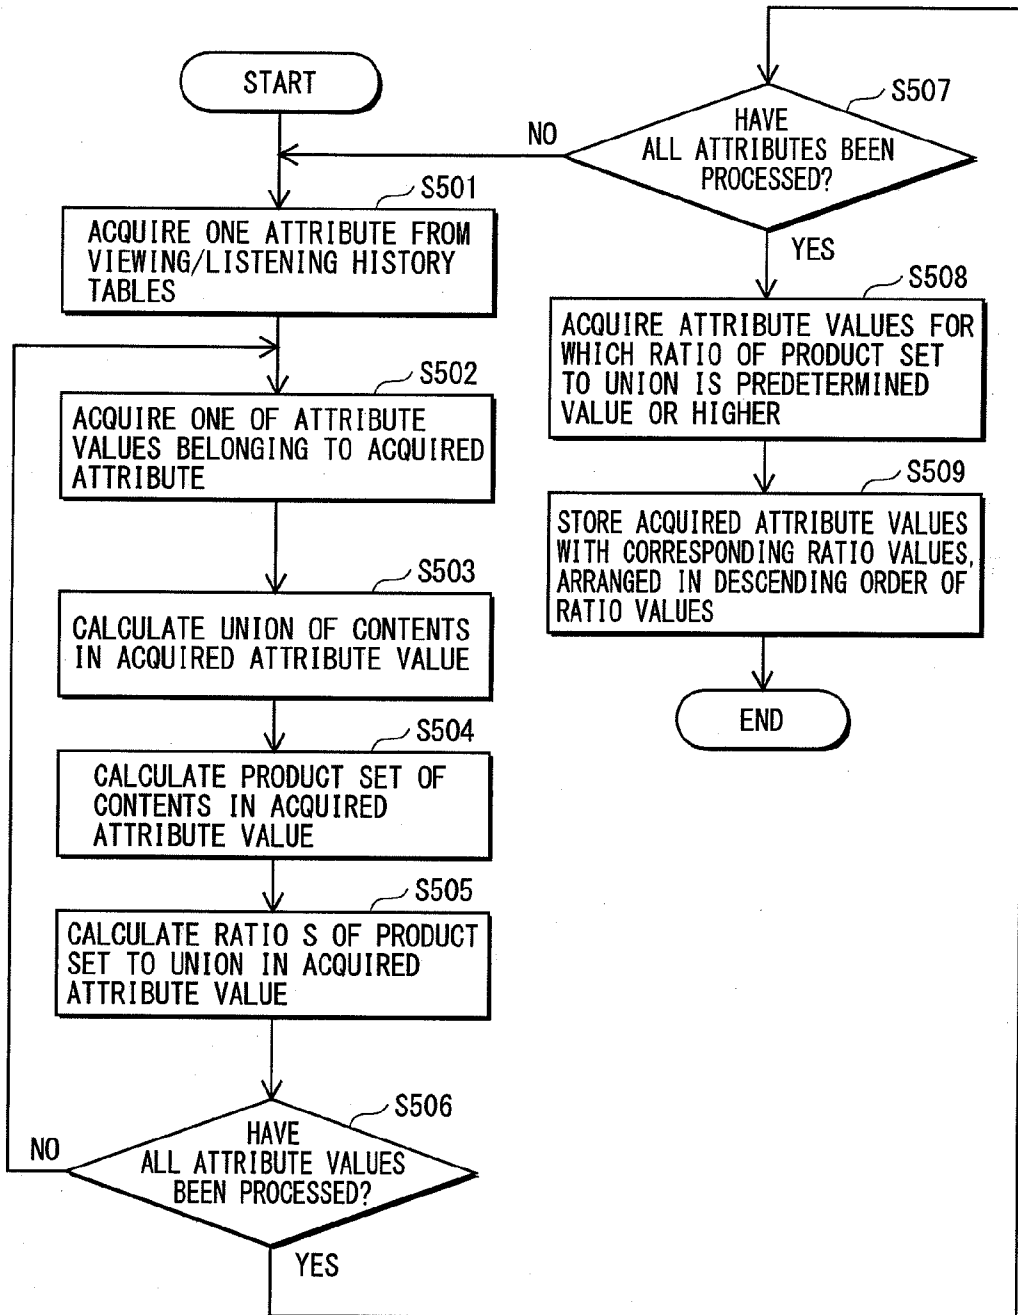 START
S501
ACQUIRE ONE ATTRIBUTE FROM
VIEWING/LISTENING HISTORY
TABLES
S502
ACQUIRE ONE OF ATTRIBUTE
VALUES BELONGING TO ACQUIRED
ATTRIBUTE
S503
CALCULATE UNION OF CONTENTS
IN ACQUIRED ATTRIBUTE VALUE
S504
CALCULATE PRODUCT SET OF
CONTENTS IN ACQUIRED
ATTRIBUTE VALUE
S505
CALCULATE RATIO S OF PRODUCT
SET TO UNION IN ACQUIRED
ATTRIBUTE VALUE
S506
HAVE
ALL ATTRIBUTE VALUES
BEEN PROCESSED?
NO
YES
S507
HAVE
ALL ATTRIBUTES BEEN
PROCESSED?
NO
YES
S508
ACQUIRE ATTRIBUTE VALUES FOR
WHICH RATIO OF PRODUCT SET
TO UNION IS PREDETERMINED
VALUE OR HIGHER
S509
STORE ACQUIRED ATTRIBUTE VALUES
WITH CORRESPONDING RATIO VALUES,
ARRANGED IN DESCENDING ORDER OF
RATIO VALUES
END